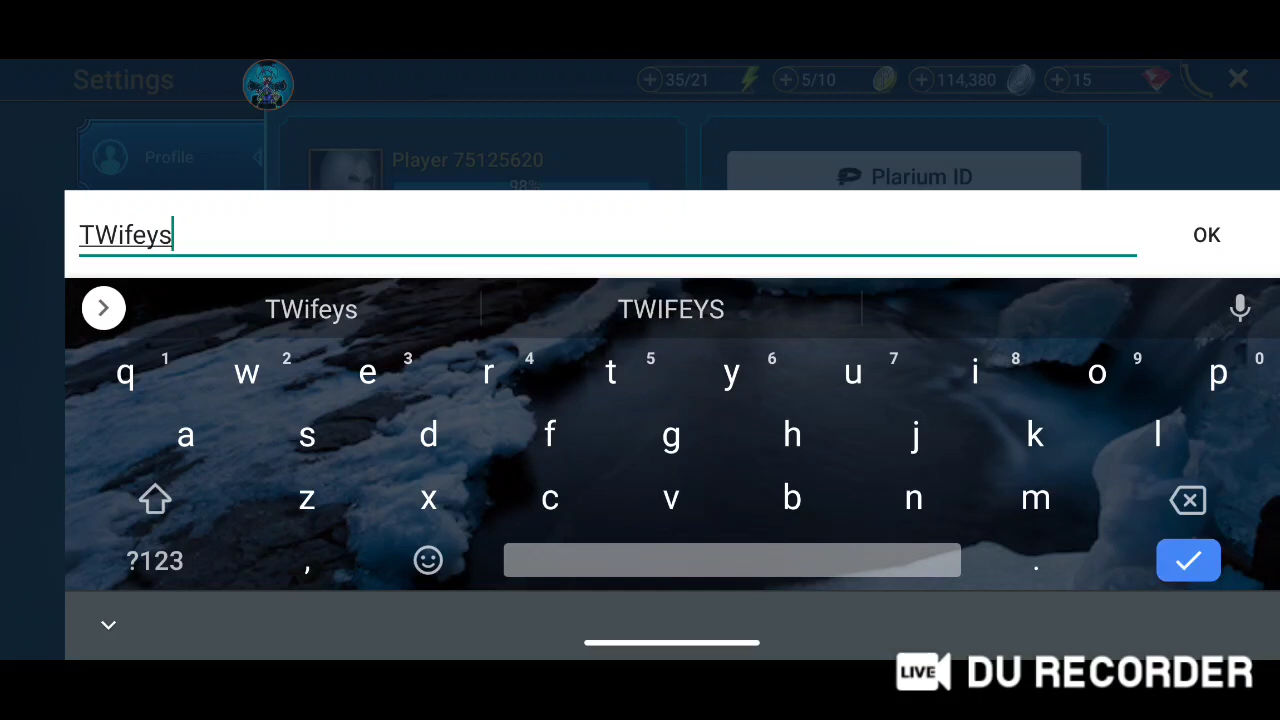 Settings
35/21
5/10
114,380
15
Profile
Player 75125620
98%
Plarium ID
TWifeys
OK
TWifeys TWIFEYS
q 1 w 2 e 3 r 4 t 5 y 6 u 7 i 8 o 9 p 0
a s d f g h j k l
z x c v b n m
?123 , .
LIVE DU RECORDER